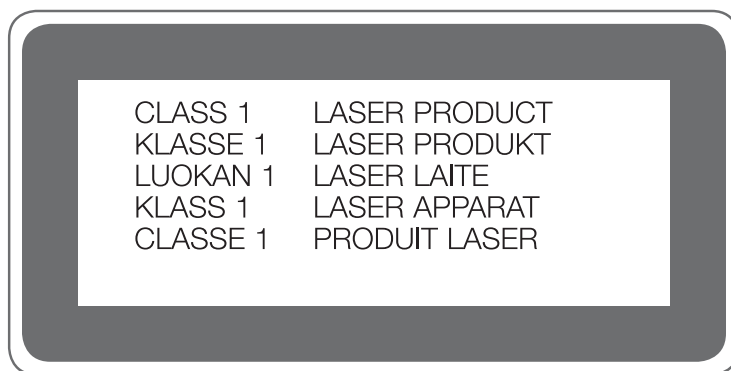 CLASS 1 LASER PRODUCT
KLASSE 1 LASER PRODUKT
LUOKAN 1 LASER LAITE
KLASS 1 LASER APPARAT
CLASSE 1 PRODUIT LASER